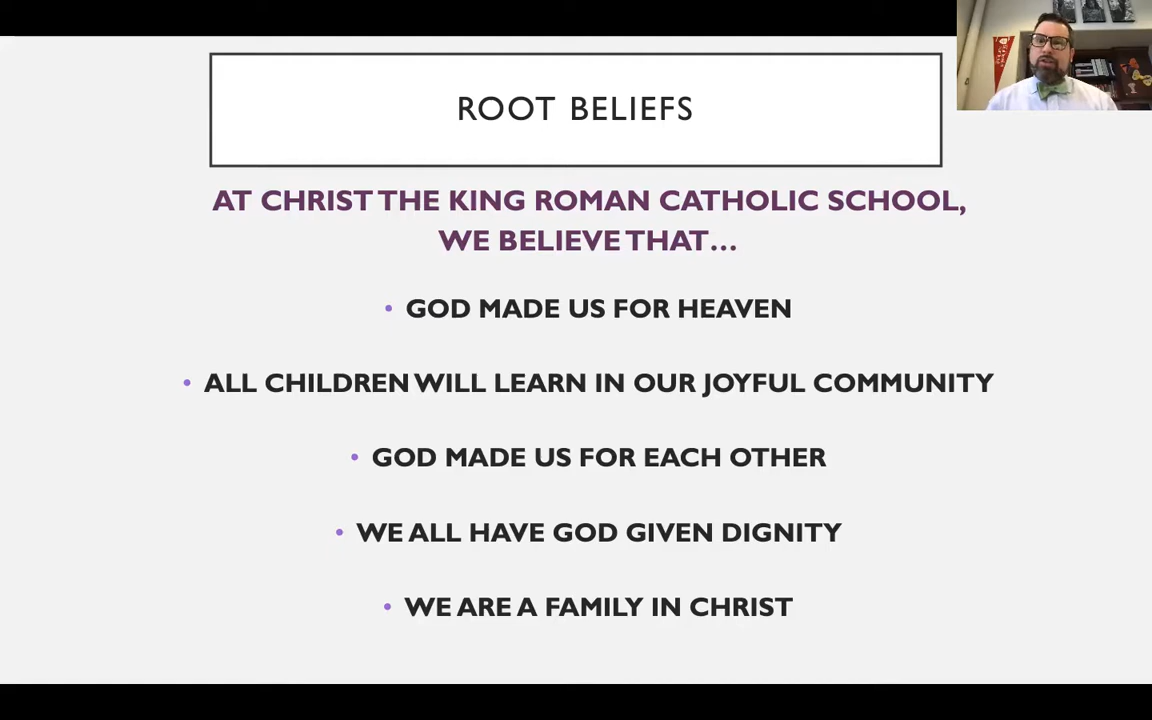 ROOT BELIEFS
AT CHRIST THE KING ROMAN CATHOLIC SCHOOL,
WE BELIEVE THAT...
• GOD MADE US FOR HEAVEN
• ALL CHILDREN WILL LEARN IN OUR JOYFUL COMMUNITY
• GOD MADE US FOR EACH OTHER
• WE ALL HAVE GOD GIVEN DIGNITY
• WE ARE A FAMILY IN CHRIST